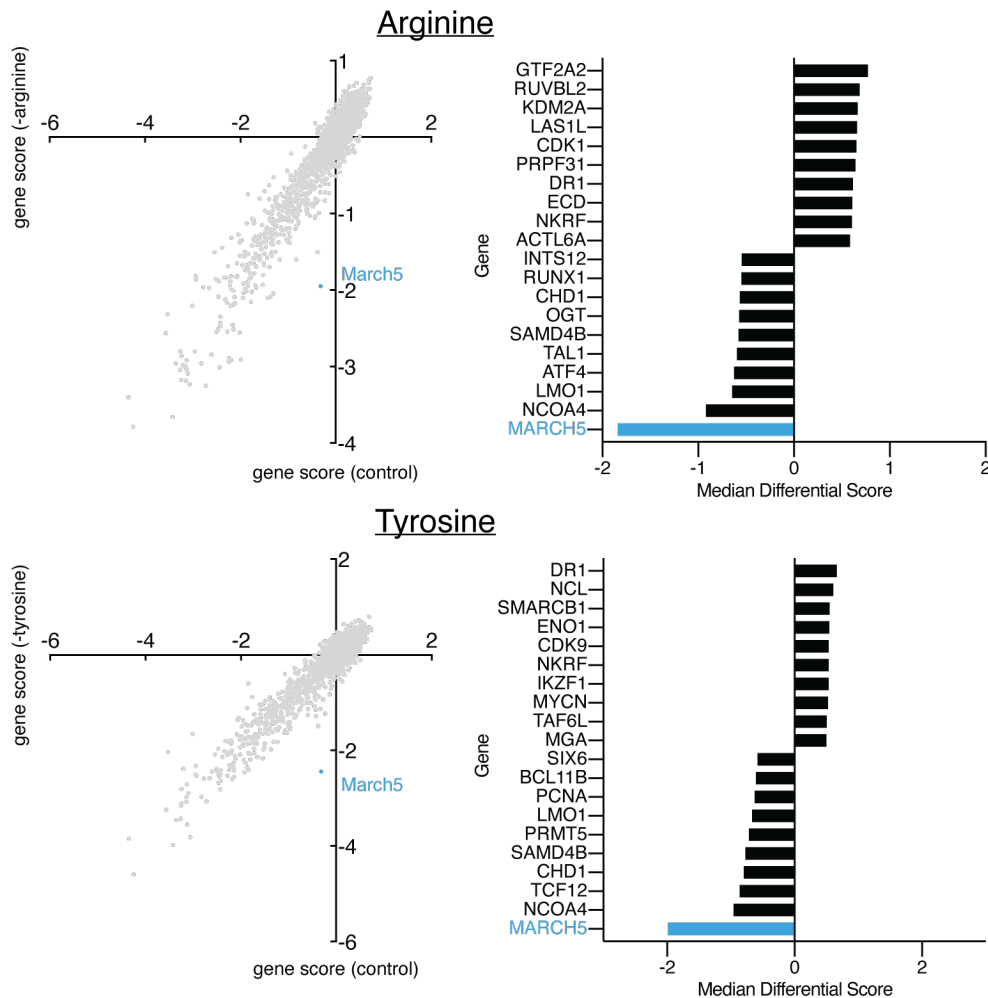 Arginine
gene score (-arginine)
1
-6 -4 -2 2
-1
March5
-2
-3
-4
gene score (control)
Gene
GTF2A2
RUVBL2
KDM2A
LAS1L
CDK1
PRPF31
DR1
ECD
NKRF
ACTL6A
INTS12
RUNX1
CHD1
OGT
SAMD4B
TAL1
ATF4
LMO1
NCOA4
MARCH5
-2 -1 0 1 2
Median Differential Score
Tyrosine
gene score (-tyrosine)
2
-6 -4 -2 2
-2
March5
-4
-6
gene score (control)
Gene
DR1
NCL
SMARCB1
ENO1
CDK9
NKRF
IKZF1
MYCN
TAF6L
MGA
SIX6
BCL11B
PCNA
LMO1
PRMT5
SAMD4B
CHD1
TCF12
NCOA4
MARCH5
-2 0 2
Median Differential Score